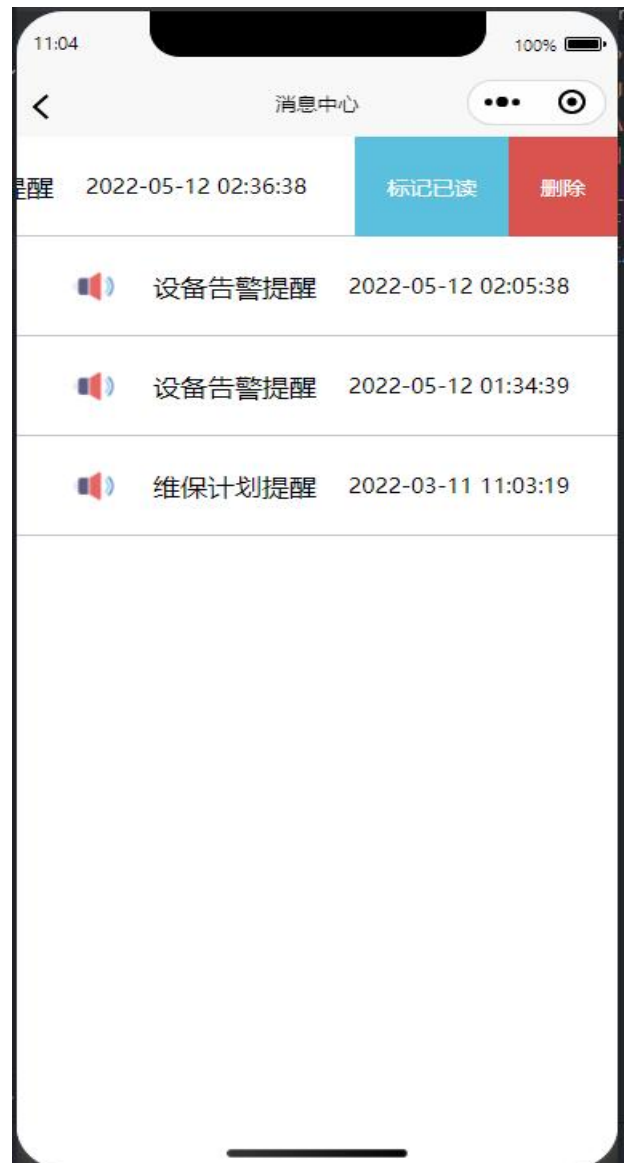 11:04 100%
消息中心
提醒 2022-05-12 02:36:38 标记已读 删除
设备告警提醒 2022-05-12 02:05:38
设备告警提醒 2022-05-12 01:34:39
维保计划提醒 2022-03-11 11:03:19